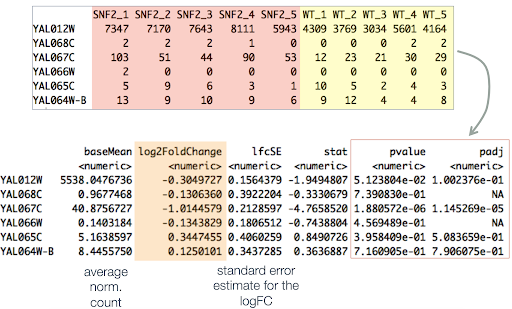 SNF2_1 SNF2_2 SNF2_3 SNF2_4 SNF2_5 WT_1 WT_2 WT_3 WT_4 WT_5
YAL012W 7347 7170 7643 8111 5943 4309 3769 3034 5601 4164
YAL068C 2 2 2 1 0 0 0 0 2 2
YAL067C 103 51 44 90 53 12 23 21 30 29
YAL066W 2 0 0 0 0 0 0 0 0 0
YAL065C 5 9 6 3 1 10 5 2 4 3
YAL064W-B 13 9 10 9 6 9 12 4 4 8
baseMean log2FoldChange lfcSE stat pvalue padj
<numeric> <numeric> <numeric> <numeric> <numeric> <numeric>
YAL012W 5538.0476736 -0.3049727 0.1564379 -1.9494807 5.123804e-02 1.002376e-01
YAL068C 0.9677468 -0.1306360 0.3922204 -0.3330679 7.390830e-01 NA
YAL067C 40.8756727 -1.0144579 0.2128597 -4.7658520 1.880572e-06 1.145269e-05
YAL066W 0.1403184 -0.1343829 0.1806512 -0.7438804 4.569489e-01 NA
YAL065C 5.1638597 0.3447455 0.4060259 0.8490726 3.958409e-01 5.083659e-01
YAL064W-B 8.4455750 0.1250101 0.3437285 0.3636887 7.160905e-01 7.906075e-01
average
norm.
count
standard error
estimate for the
logFC